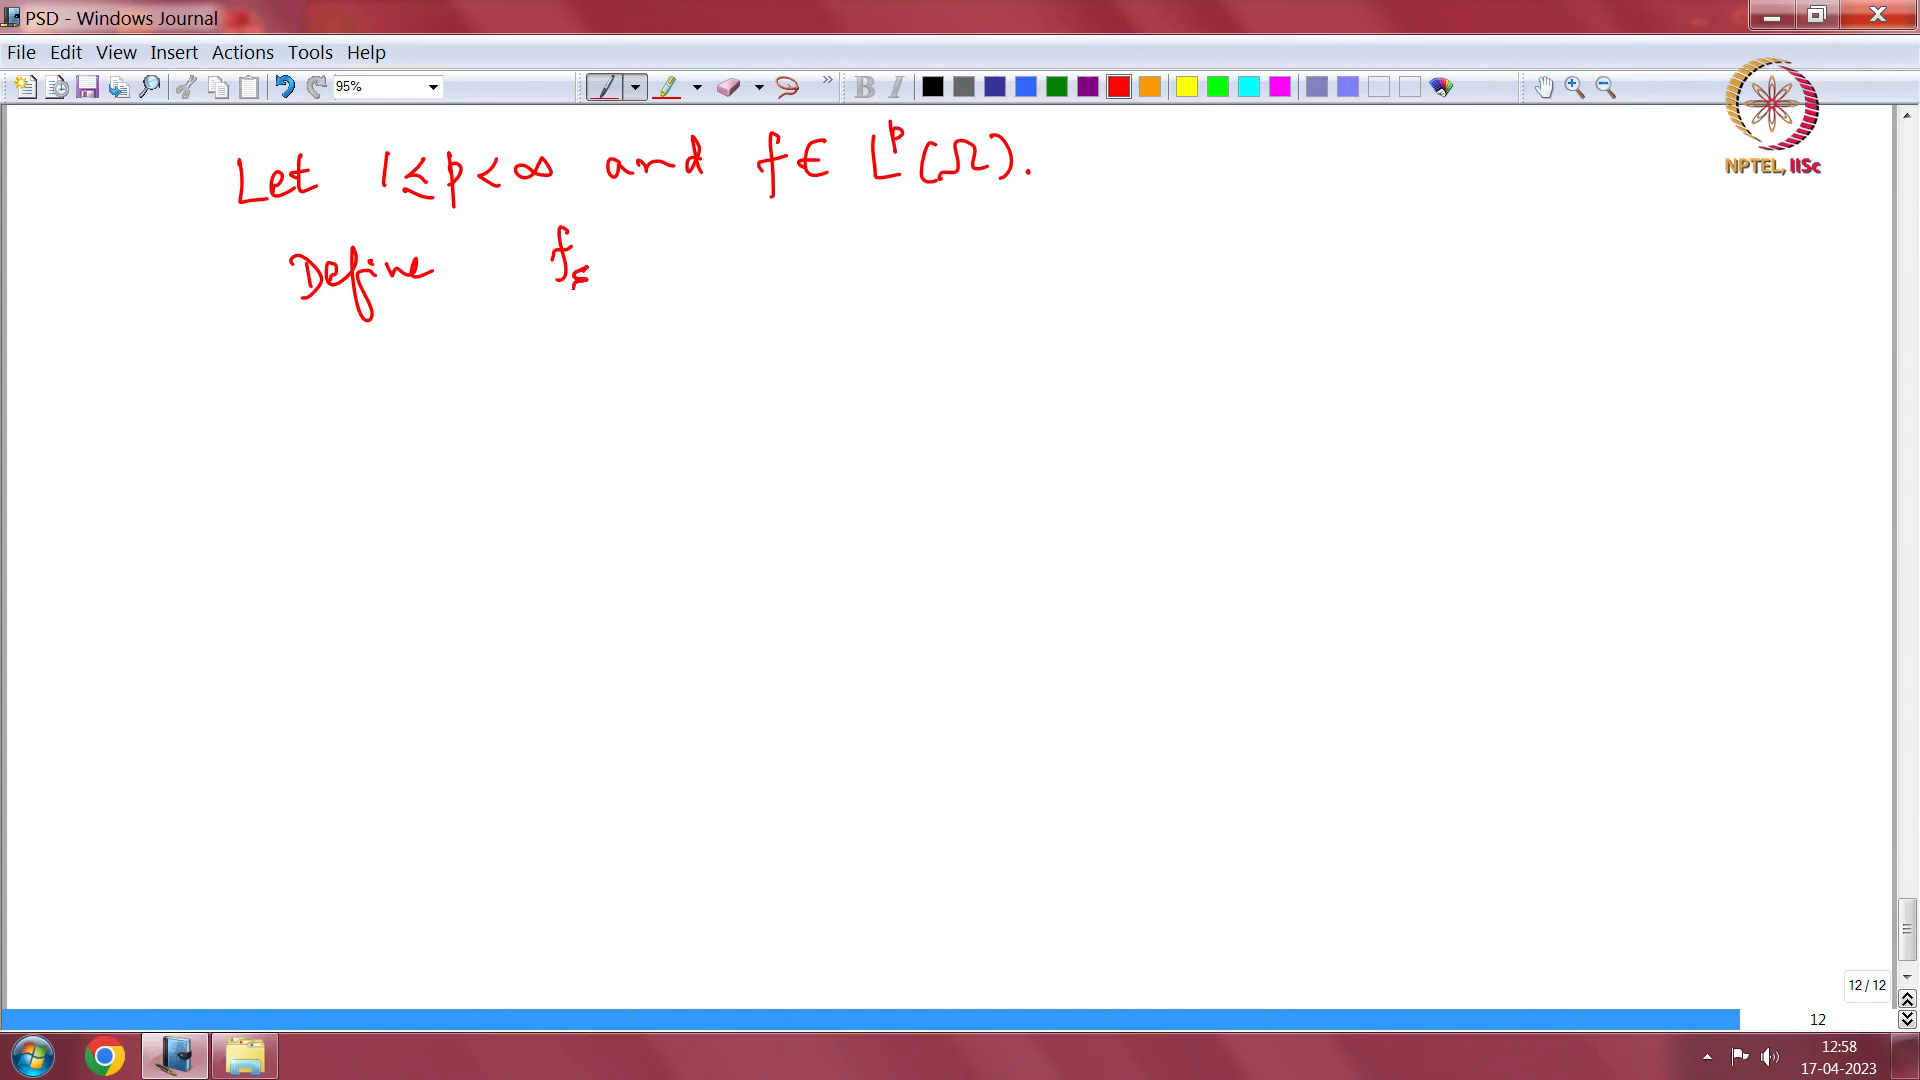 PSD - Windows Journal
File Edit View Insert Actions Tools Help
95%
NPTEL, IISc
Let 1 ≤ p < ∞ and f ∈ L^p(Ω).
Define f_ε
12 / 12
12
12:58
17-04-2023